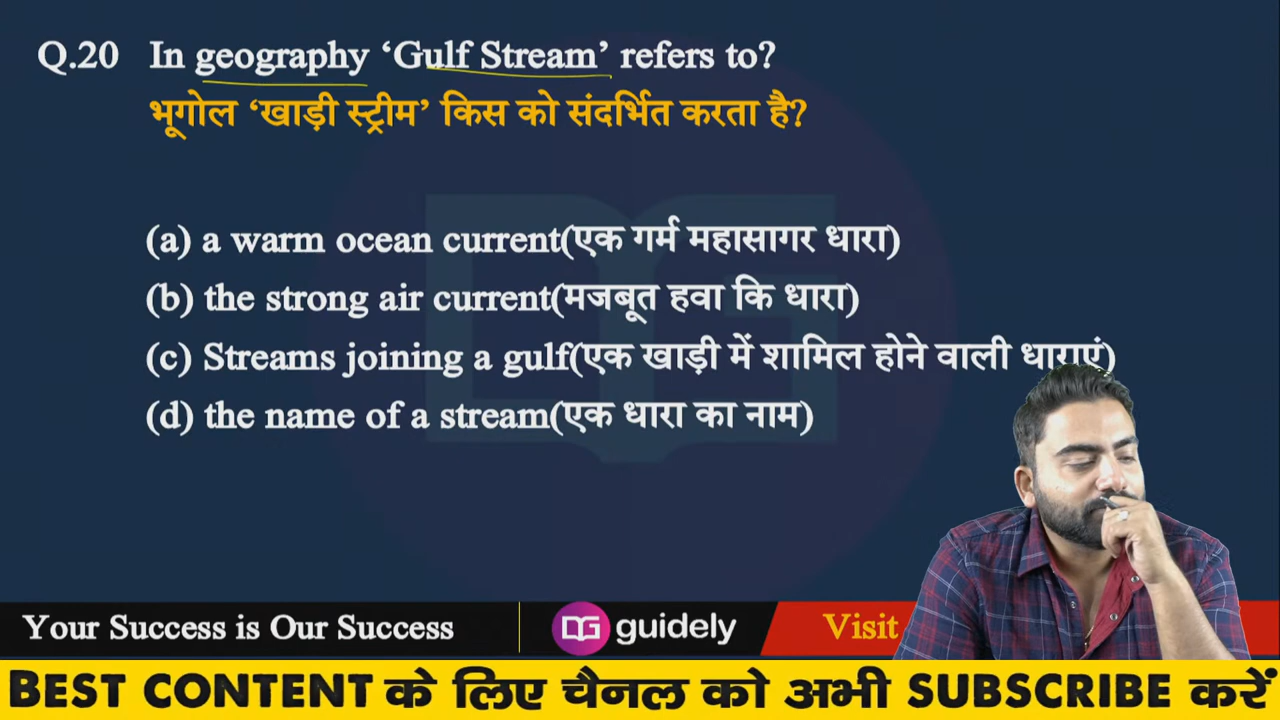 Q.20 In geography ‘Gulf Stream’ refers to?
भूगोल ‘खाड़ी स्ट्रीम’ किस को संदर्भित करता है?
(a) a warm ocean current(एक गर्म महासागर धारा)
(b) the strong air current(मजबूत हवा कि धारा)
(c) Streams joining a gulf(एक खाड़ी में शामिल होने वाली धाराएं)
(d) the name of a stream(एक धारा का नाम)
Your Success is Our Success
DG guidely
Visit
BEST CONTENT के लिए चैनल को अभी SUBSCRIBE करें